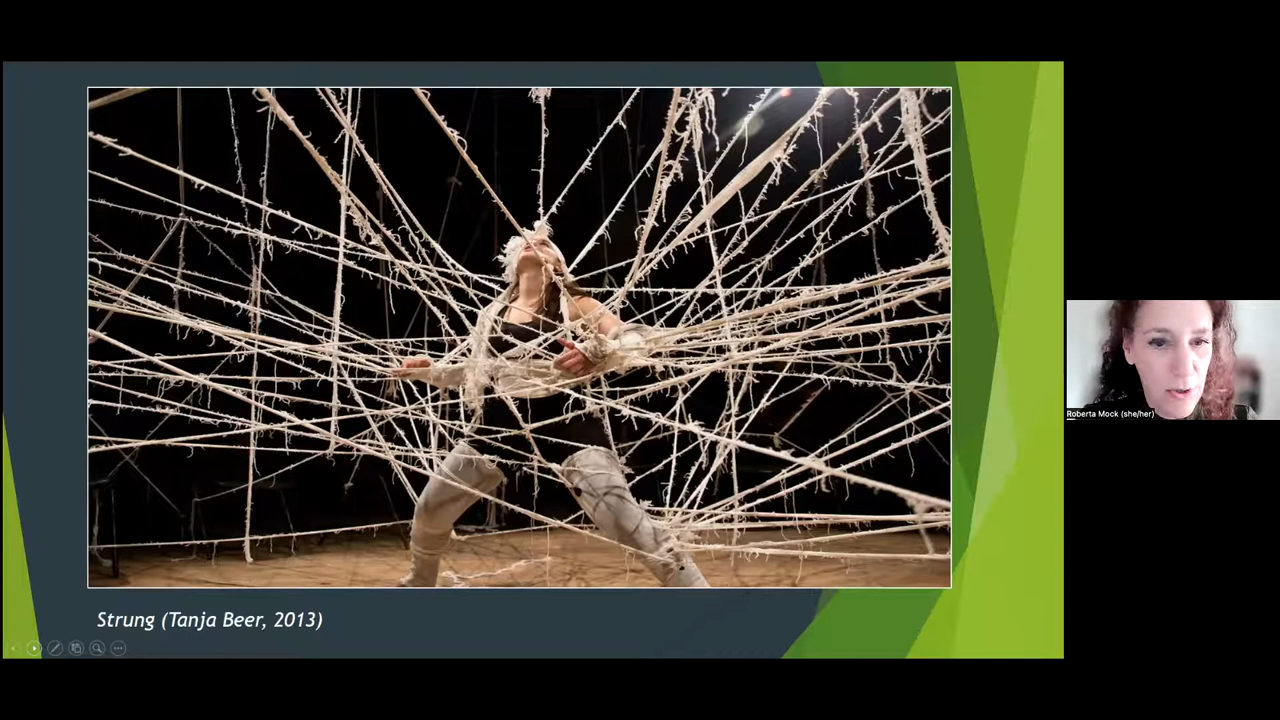 Strung (Tanja Beer, 2013)
Roberta Mock (she/her)